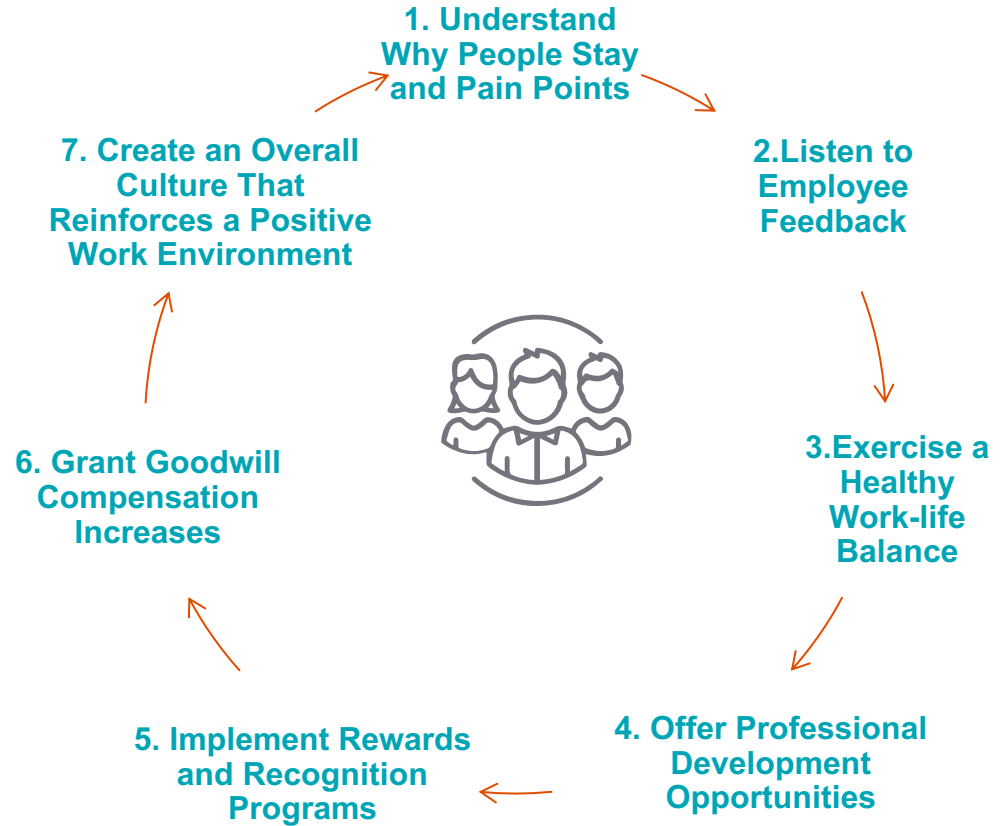 1. Understand
Why People Stay
and Pain Points
2.Listen to
Employee
Feedback
3.Exercise a
Healthy
Work-life
Balance
4. Offer Professional
Development
Opportunities
5. Implement Rewards
and Recognition
Programs
6. Grant Goodwill
Compensation
Increases
7. Create an Overall
Culture That
Reinforces a Positive
Work Environment